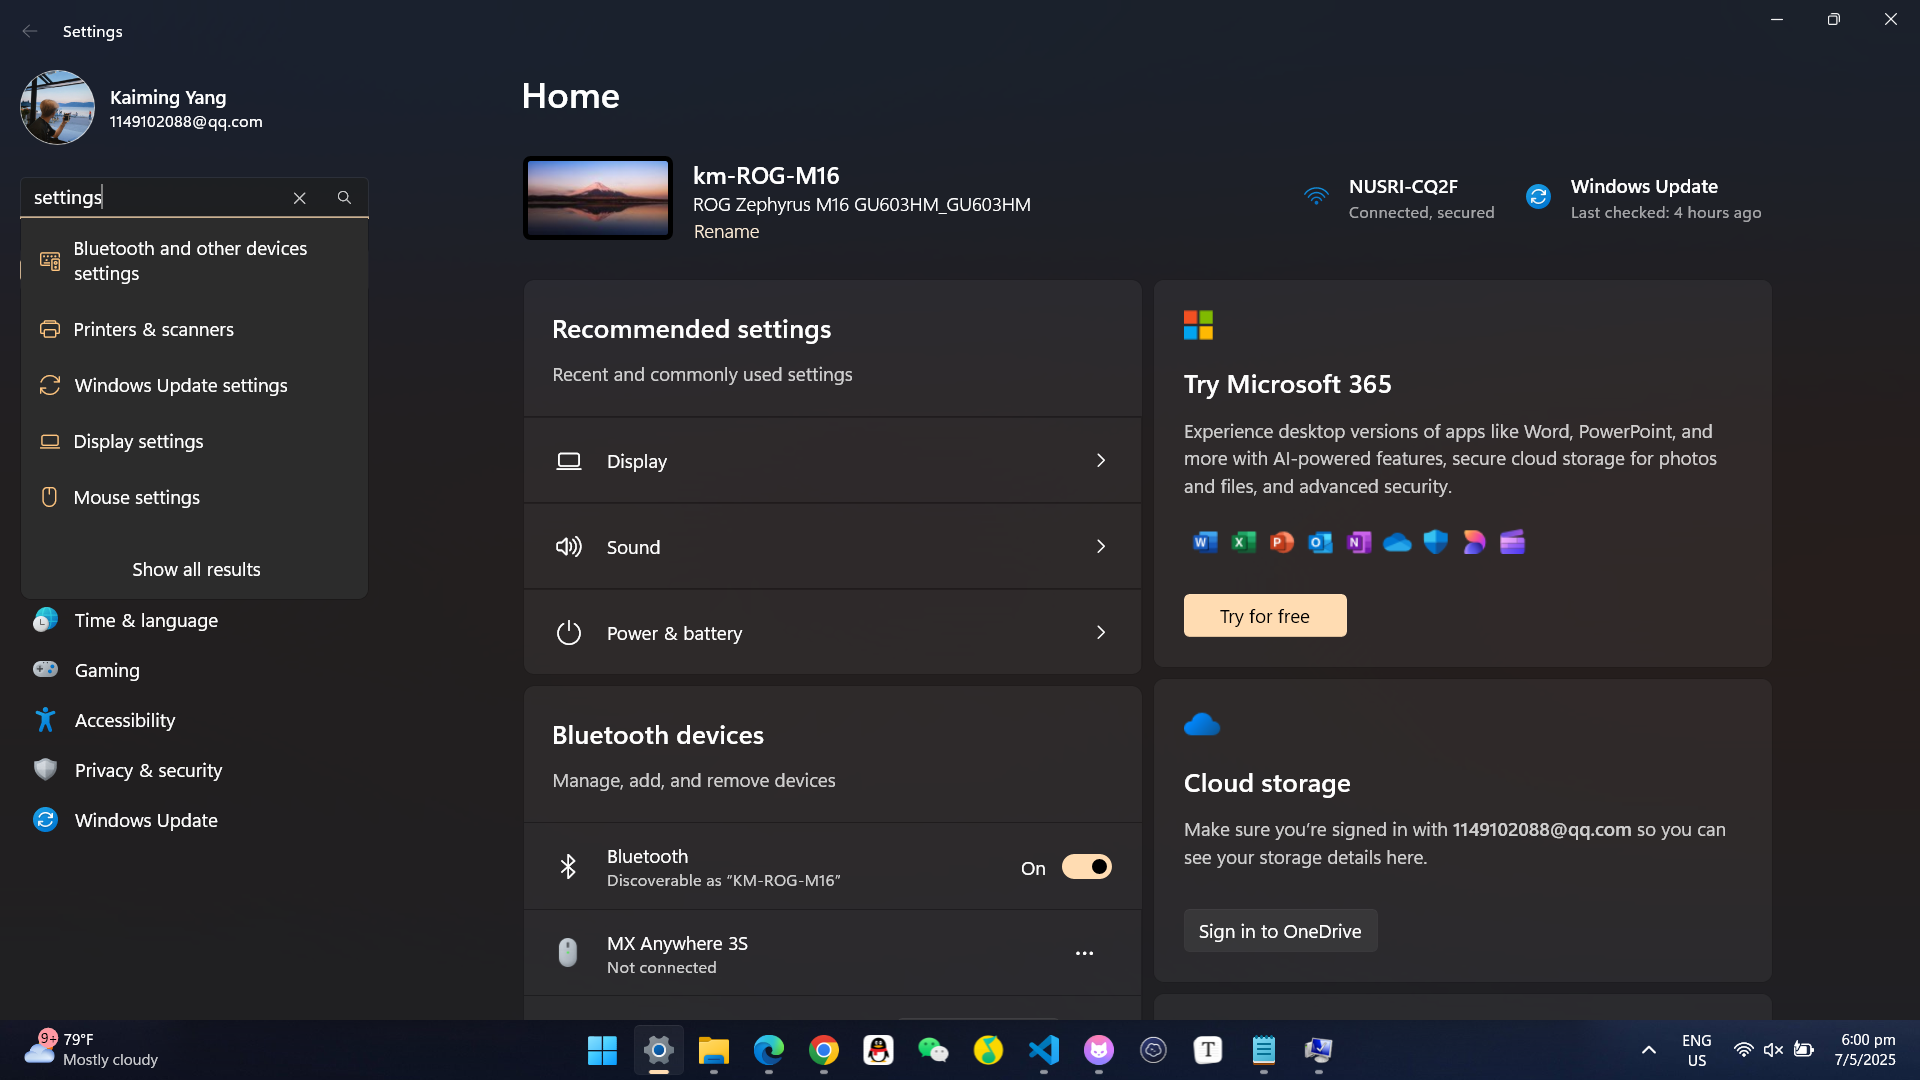 Settings
Kaiming Yang
1149102088@qq.com
settings
Bluetooth and other devices
settings
Printers & scanners
Windows Update settings
Display settings
Mouse settings
Show all results
Time & language
Gaming
Accessibility
Privacy & security
Windows Update
Home
km-ROG-M16
ROG Zephyrus M16 GU603HM_GU603HM
Rename
NUSRI-CQ2F
Connected, secured
Windows Update
Last checked: 4 hours ago
Recommended settings
Recent and commonly used settings
Display
Sound
Power & battery
Bluetooth devices
Manage, add, and remove devices
Bluetooth
Discoverable as “KM-ROG-M16”
On
MX Anywhere 3S
Not connected
Try Microsoft 365
Experience desktop versions of apps like Word, PowerPoint, and
more with AI-powered features, secure cloud storage for photos
and files, and advanced security.
Try for free
Cloud storage
Make sure you’re signed in with 1149102088@qq.com so you can
see your storage details here.
Sign in to OneDrive
9+
79°F
Mostly cloudy
T
ENG
US
6:00 pm
7/5/2025